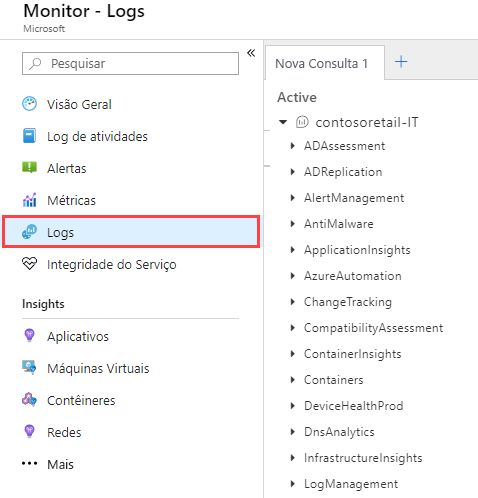 Monitor - Logs
Microsoft
Pesquisar
Visão Geral
Log de atividades
Alertas
Métricas
Logs
Integridade do Serviço
Insights
Aplicativos
Máquinas Virtuais
Contêineres
Redes
Mais
Nova Consulta 1
Active
contosoretail-IT
ADAssessment
ADReplication
AlertManagement
AntiMalware
ApplicationInsights
AzureAutomation
ChangeTracking
CompatibilityAssessment
ContainerInsights
Containers
DeviceHealthProd
DnsAnalytics
InfrastructureInsights
LogManagement